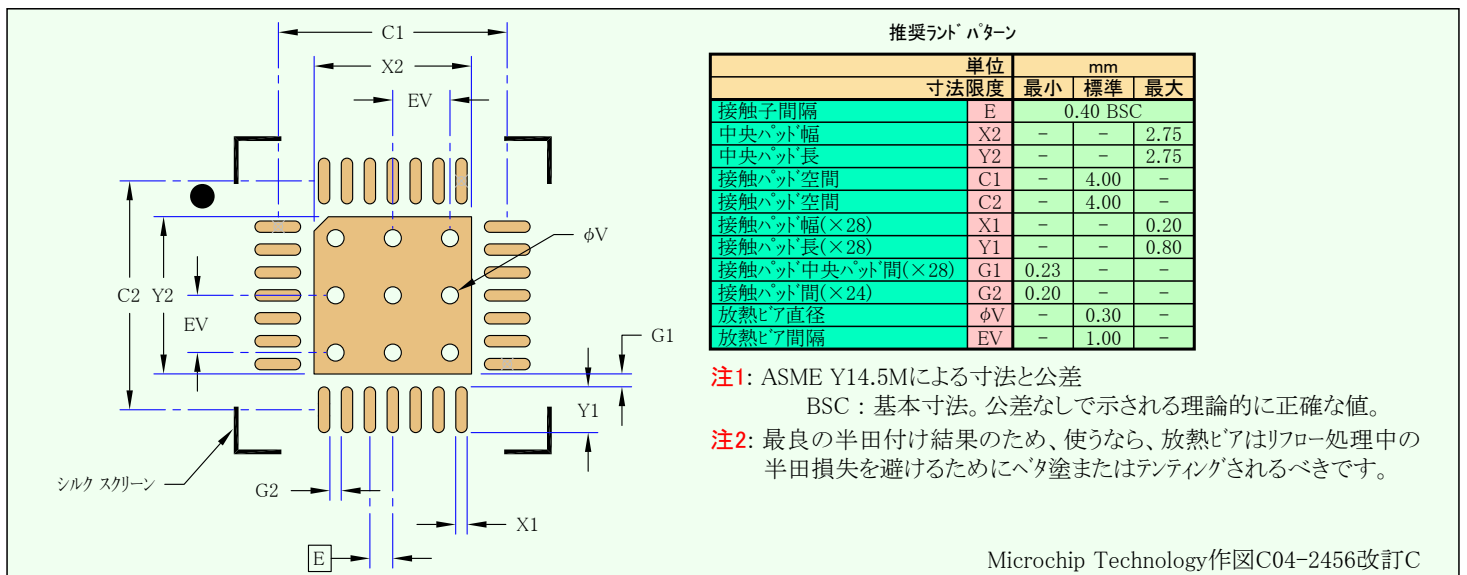 C1
X2
EV
φV
C2
Y2
EV
G1
Y1
G2
X1
E
シルク スクリーン
推奨ランド パターン
単位 mm
寸法限度 最小 標準 最大
接触子間隔 E 0.40 BSC
中央パッド幅 X2 - - 2.75
中央パッド長 Y2 - - 2.75
接触パッド空間 C1 - 4.00 -
接触パッド空間 C2 - 4.00 -
接触パッド幅(×28) X1 - - 0.20
接触パッド長(×28) Y1 - - 0.80
接触パッド中央パッド間(×28) G1 0.23 - -
接触パッド間(×24) G2 0.20 - -
放熱ビア直径 φV - 0.30 -
放熱ビア間隔 EV - 1.00 -
注1: ASME Y14.5Mによる寸法と公差
BSC : 基本寸法。公差なしで示される理論的に正確な値。
注2: 最良の半田付け結果のため、使うなら、放熱ビアはリフロー処理中の
半田損失を避けるためにベタ塗またはテンティングされるべきです。
Microchip Technology作図C04-2456改訂C